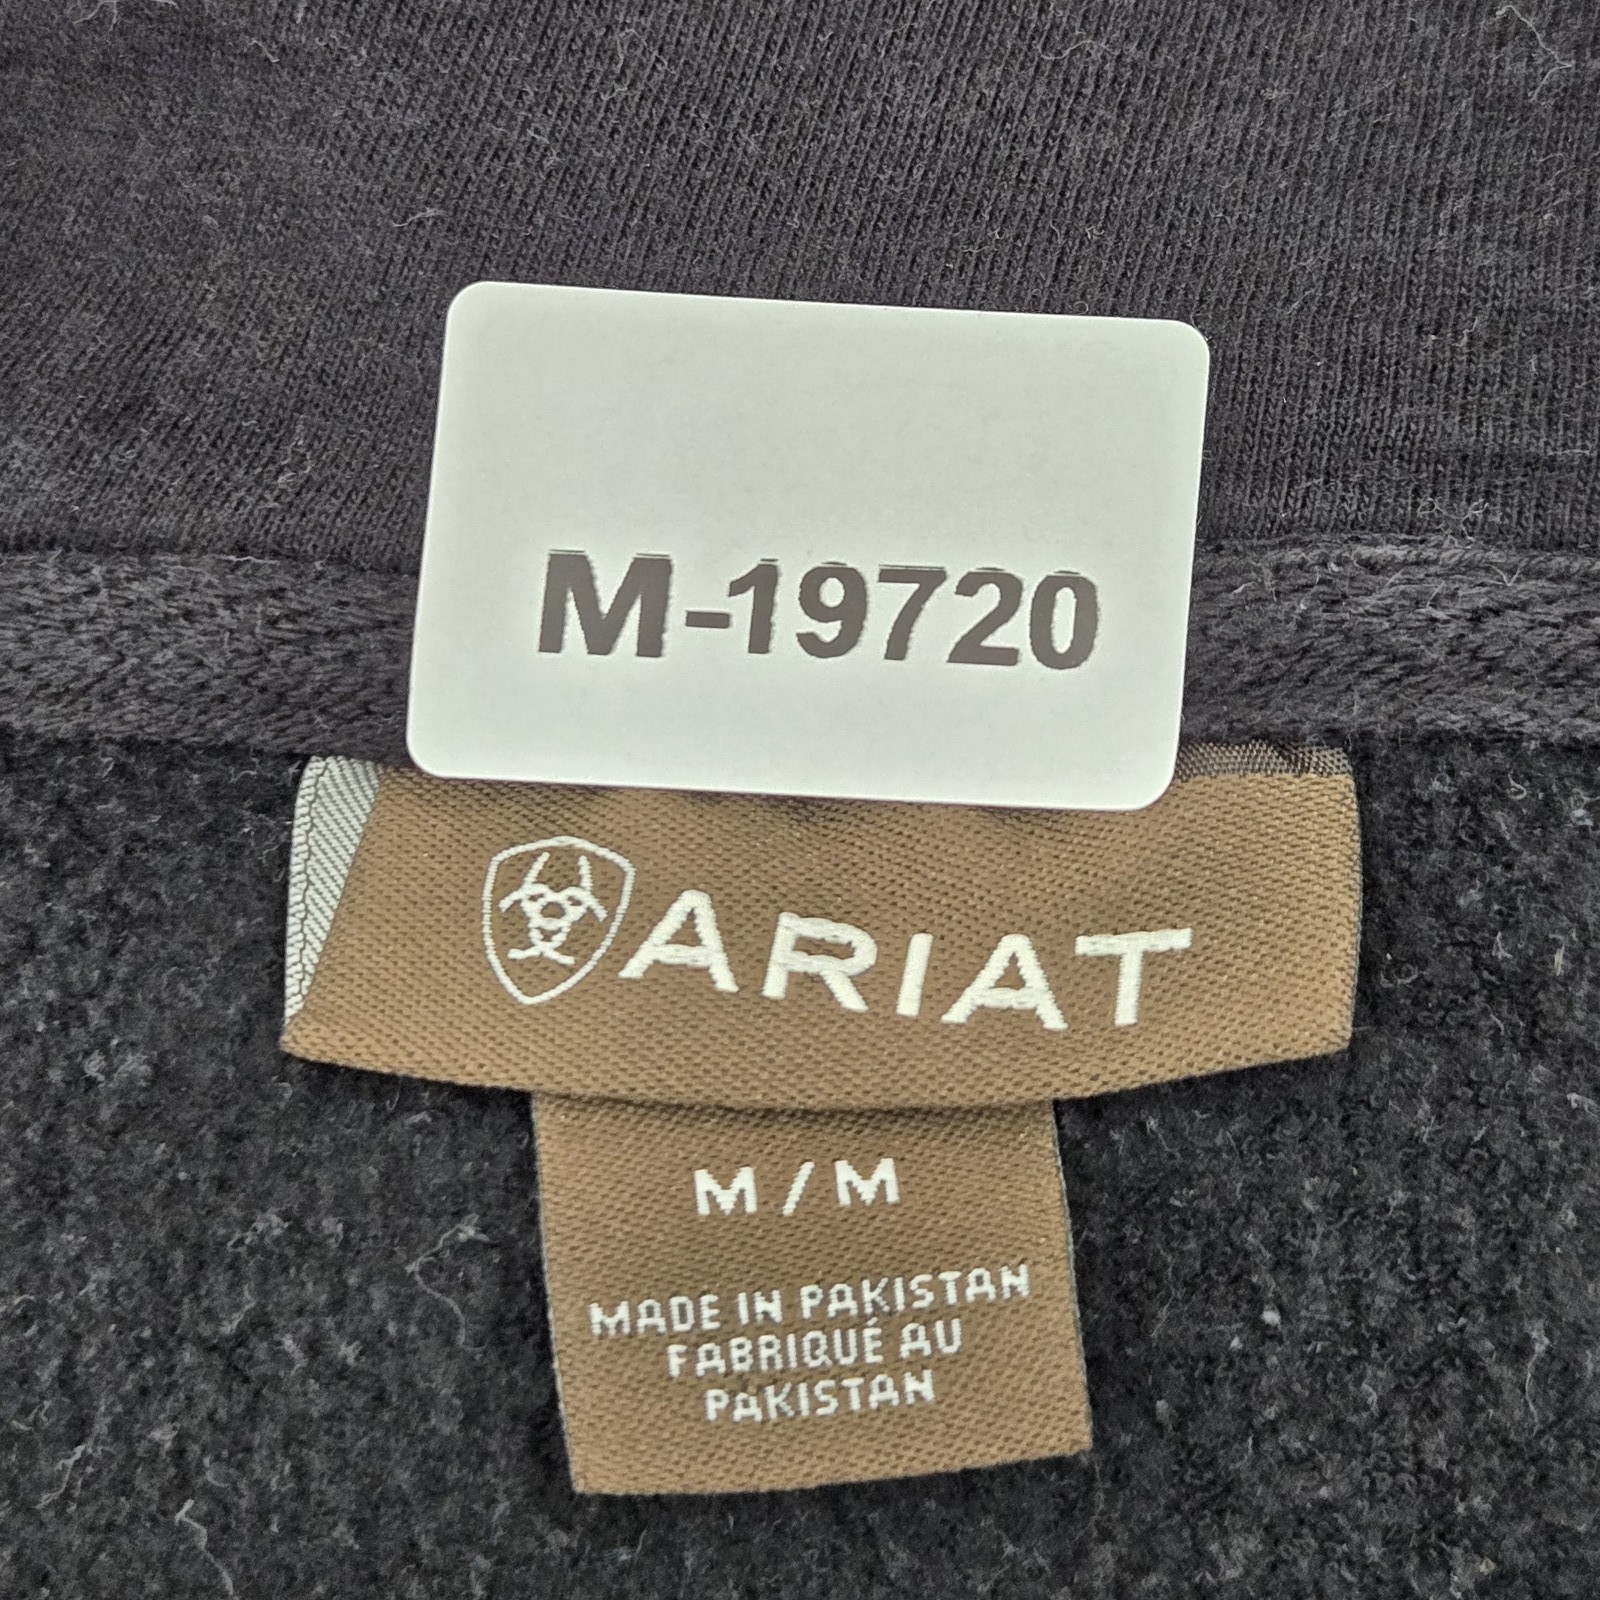 M-19720
ARIAT
M / M
MADE IN PAKISTAN
FABRIQUÉ AU
PAKISTAN